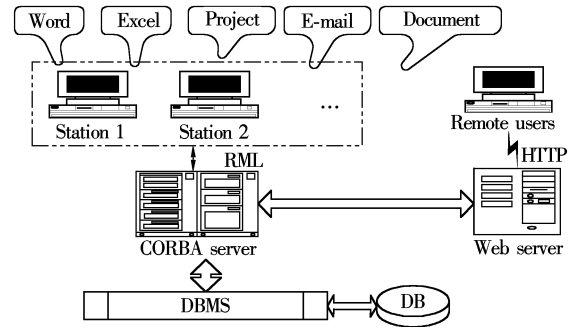 Word Excel Project E-mail Document
Station 1 Station 2 ... Remote users
RML HTTP
CORBA server Web server
DBMS DB